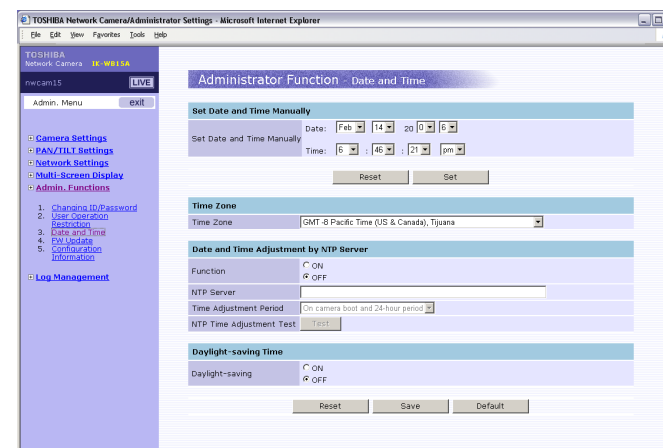 TOSHIBA Network Camera/Administrator Settings - Microsoft Internet Explorer
File Edit View Favorites Tools Help
TOSHIBA
Network Camera IK-WB15A
nwcam15 LIVE
Admin. Menu exit
Camera Settings
PAN/TILT Settings
Network Settings
Multi-Screen Display
Admin. Functions
1. Changing ID/Password
2. User Operation
Restriction
3. Date and Time
4. FW Update
5. Configuration
Information
Log Management
Administrator Function - Date and Time
Set Date and Time Manually
Set Date and Time Manually
Date: Feb 14 20 0 6
Time: 6 : 46 : 21 pm
Reset Set
Time Zone
Time Zone GMT -8 Pacific Time (US & Canada), Tijuana
Date and Time Adjustment by NTP Server
Function
ON
OFF
NTP Server
Time Adjustment Period On camera boot and 24-hour period
NTP Time Adjustment Test Test
Daylight-saving Time
Daylight-saving
ON
OFF
Reset Save Default